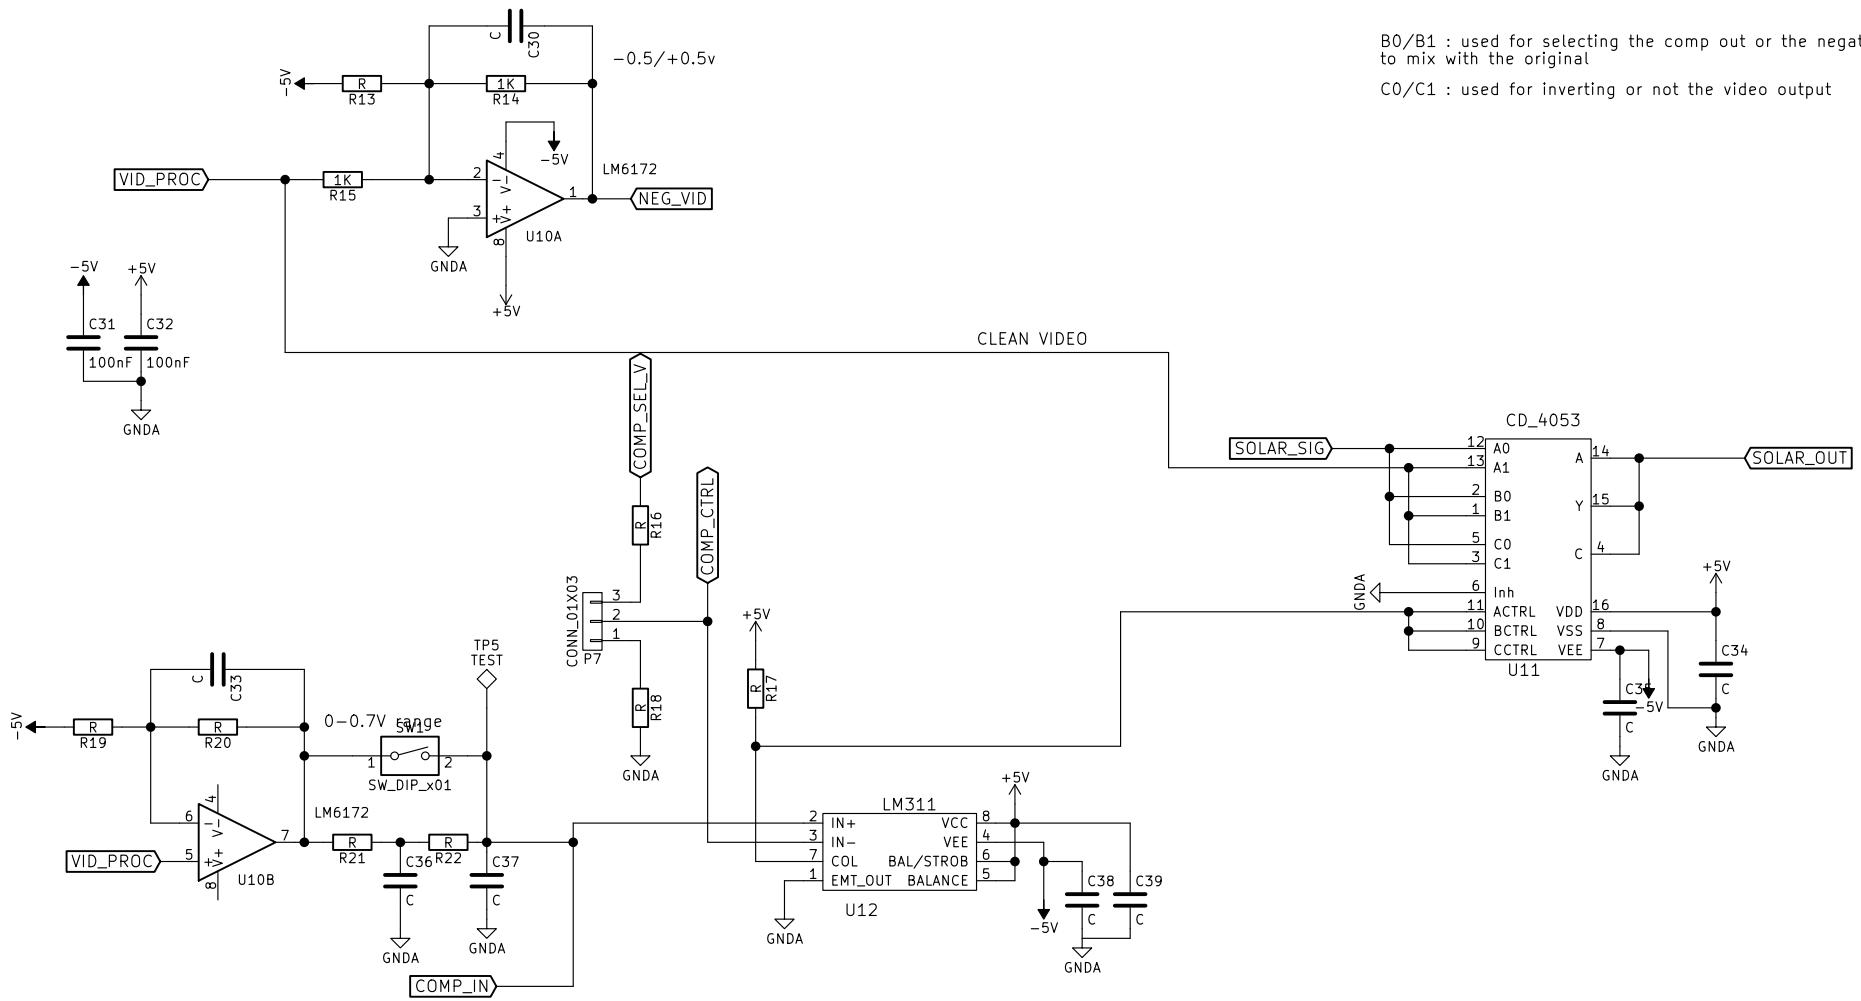 C
C30
-0.5/+0.5v
B0/B1 : used for selecting the comp out or the negat
to mix with the original
C0/C1 : used for inverting or not the video output
-5V
R
R13
1K
R14
4
-5V
LM6172
VID_PROC
1K
R15
2
V-
1
NEG_VID
3
V+
8
U10A
GNDA
+5V
-5V
+5V
C31
C32
100nF
100nF
GNDA
CLEAN VIDEO
COMP_SEL_V
COMP_CTRL
R
R16
CONN_01X03
3
2
1
P7
R
R18
GNDA
+5V
R
R17
CD_4053
SOLAR_SIG
12
A0
A
14
SOLAR_OUT
13
A1
2
B0
Y
15
1
B1
5
C0
C
4
3
C1
GNDA
6
Inh
+5V
11
ACTRL
VDD
16
10
BCTRL
VSS
8
9
CCTRL
VEE
7
U11
C34
C
C35
C
-5V
GNDA
GNDA
TP5
TEST
C
C33
-5V
R
R19
R
R20
0-0.7V range
SW1
1
2
SW_DIP_x01
LM6172
4
6
V-
7
VID_PROC
5
V+
8
U10B
R
R21
R
R22
C36
C
C37
C
GNDA
GNDA
COMP_IN
LM311
+5V
2
IN+
VCC
8
3
IN-
VEE
4
7
COL
BAL/STROB
6
1
EMT_OUT
BALANCE
5
U12
GNDA
-5V
C38
C
C39
C
GNDA